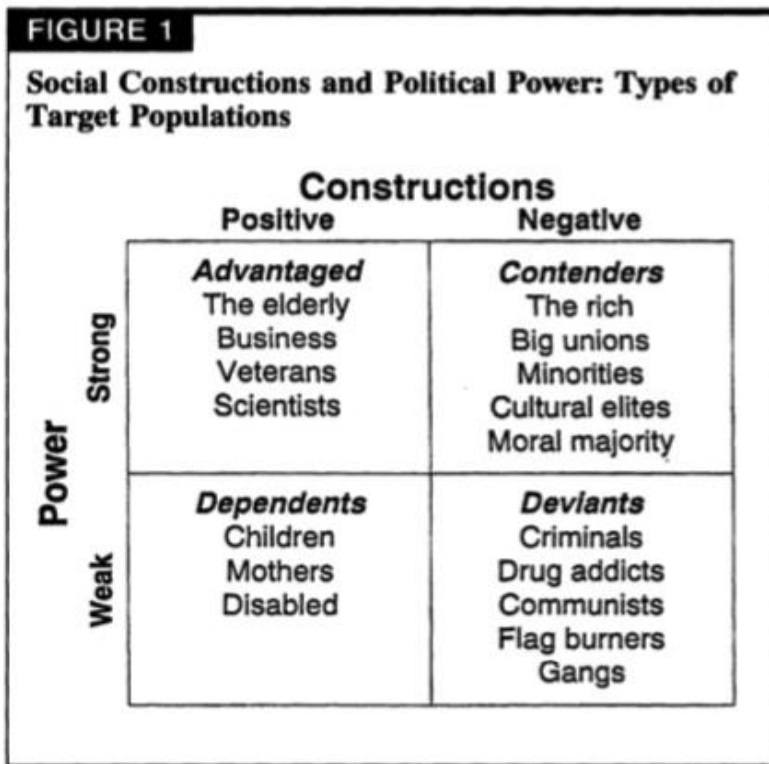 FIGURE 1
Social Constructions and Political Power: Types of
Target Populations
Constructions
Positive Negative
Power
Strong
Advantaged
The elderly
Business
Veterans
Scientists
Contenders
The rich
Big unions
Minorities
Cultural elites
Moral majority
Weak
Dependents
Children
Mothers
Disabled
Deviants
Criminals
Drug addicts
Communists
Flag burners
Gangs